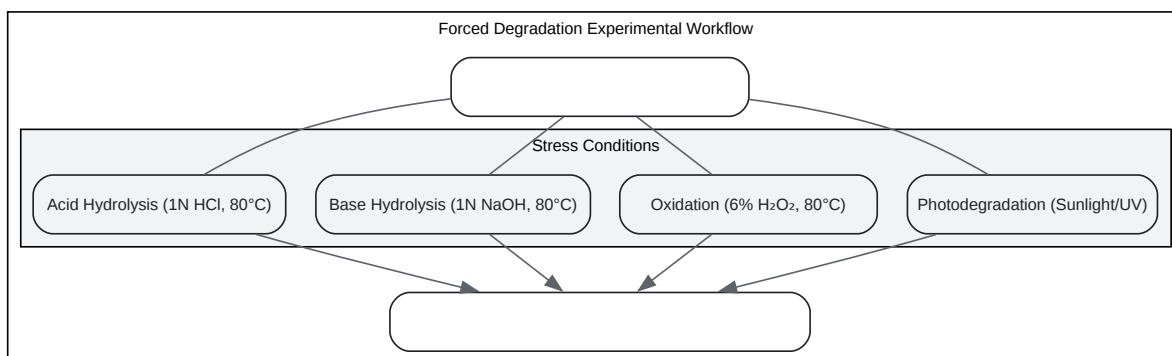 Forced Degradation Experimental Workflow
Stress Conditions
Acid Hydrolysis (1N HCl, 80°C)
Base Hydrolysis (1N NaOH, 80°C)
Oxidation (6% H₂O₂, 80°C)
Photodegradation (Sunlight/UV)